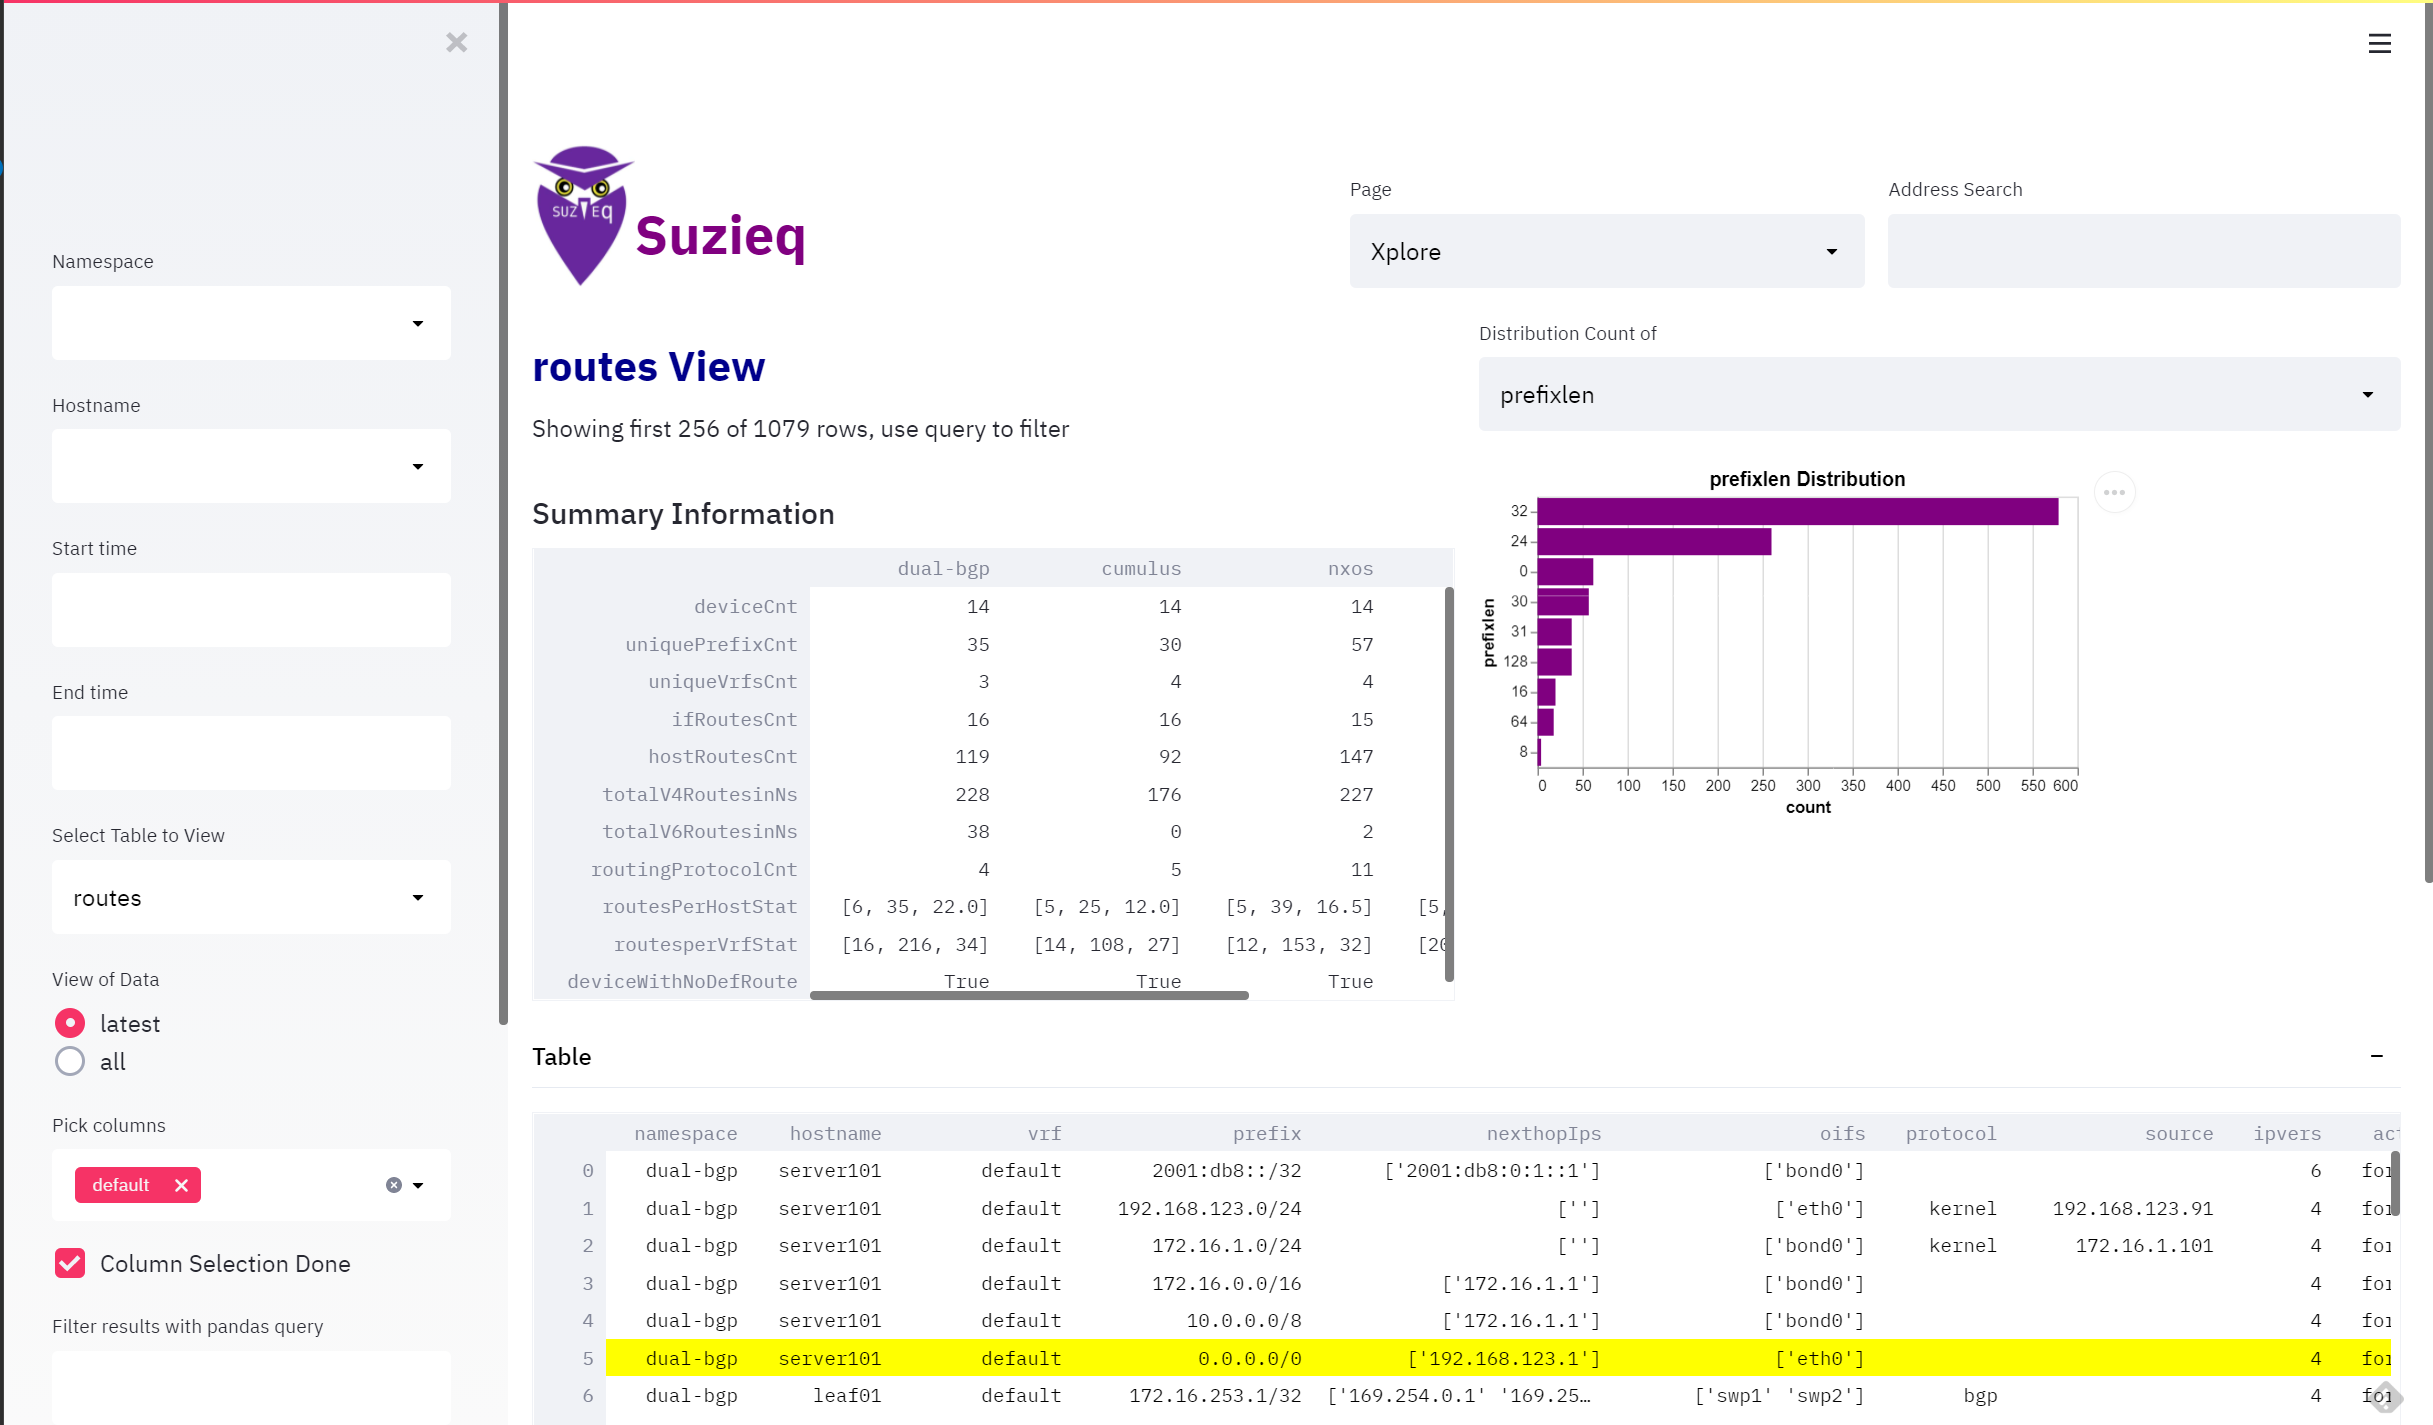 Namespace
Hostname
Start time
End time
Select Table to View
routes
View of Data
latest
all
Pick columns
default
Column Selection Done
Filter results with pandas query
SUZIEq
Suzieq
Page
Xplore
Address Search
routes View
Showing first 256 of 1079 rows, use query to filter
Distribution Count of
prefixlen
Summary Information
dual-bgp cumulus nxos
deviceCnt 14 14 14
uniquePrefixCnt 35 30 57
uniqueVrfsCnt 3 4 4
ifRoutesCnt 16 16 15
hostRoutesCnt 119 92 147
totalV4RoutesinNs 228 176 227
totalV6RoutesinNs 38 0 2
routingProtocolCnt 4 5 11
routesPerHostStat [6, 35, 22.0] [5, 25, 12.0] [5, 39, 16.5] [5,
routesperVrfStat [16, 216, 34] [14, 108, 27] [12, 153, 32] [20
deviceWithNoDefRoute True True True
prefixlen Distribution
prefixlen
32
24
0
30
31
128
16
64
8
0 50 100 150 200 250 300 350 400 450 500 550 600
count
Table
namespace hostname vrf prefix nexthopIps oifs protocol source ipvers act
0 dual-bgp server101 default 2001:db8::/32 ['2001:db8:0:1::1'] ['bond0'] 6 for
1 dual-bgp server101 default 192.168.123.0/24 [''] ['eth0'] kernel 192.168.123.91 4 for
2 dual-bgp server101 default 172.16.1.0/24 [''] ['bond0'] kernel 172.16.1.101 4 for
3 dual-bgp server101 default 172.16.0.0/16 ['172.16.1.1'] ['bond0'] 4 for
4 dual-bgp server101 default 10.0.0.0/8 ['172.16.1.1'] ['bond0'] 4 for
5 dual-bgp server101 default 0.0.0.0/0 ['192.168.123.1'] ['eth0'] 4 for
6 dual-bgp leaf01 default 172.16.253.1/32 ['169.254.0.1' '169.25… ['swp1' 'swp2'] bgp 4 for